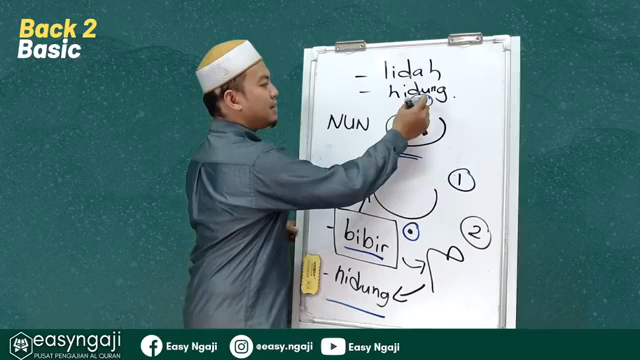 Back 2
Basic
- lidah
- hidung.
NUN
1
- bibir
2
- hidung
easyngaji
PUSAT PENGAJIAN AL QURAN
Easy Ngaji
eeasy.ngaji
Easy Ngaji